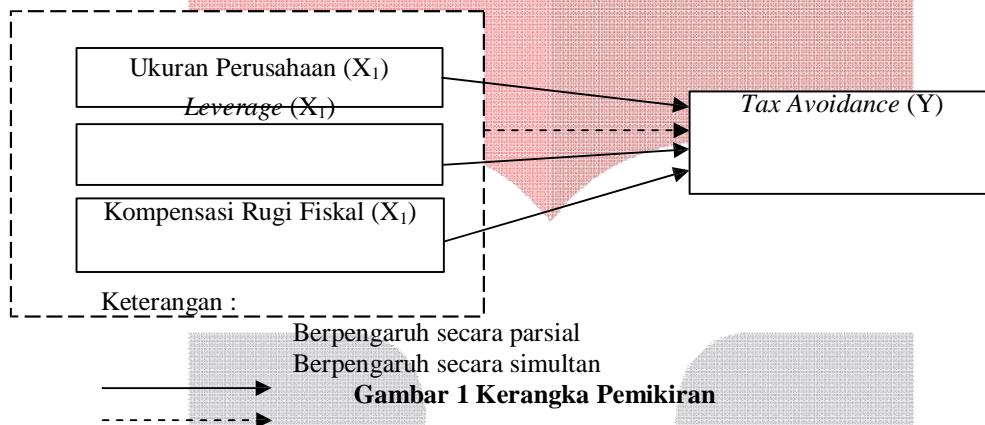 Ukuran Perusahaan (X₁)
Leverage (X₁)
Tax Avoidance (Y)
Kompensasi Rugi Fiskal (X₁)
Keterangan :
Berpengaruh secara parsial
Berpengaruh secara simultan
Gambar 1 Kerangka Pemikiran